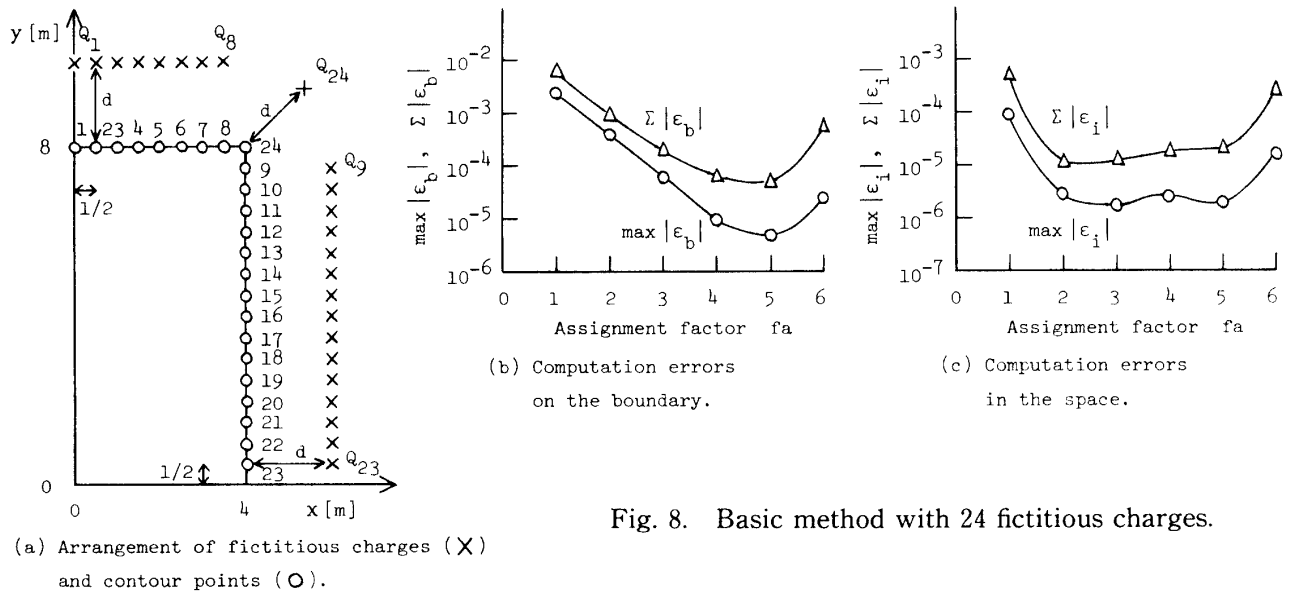 y [m]
Q1
Q8
Q24
d
d
1 2 3 4 5 6 7 8
8
24
9
Q9
10
1/2
11
12
13
14
15
16
17
18
19
20
21
22
d
1/2
23
Q23
0
0
4
x [m]
(a) Arrangement of fictitious charges (X)
and contour points (O).
max |εb|, Σ |εb|
10-2
10-3
10-4
10-5
10-6
Σ |εb|
max |εb|
0 1 2 3 4 5 6
Assignment factor fa
(b) Computation errors
on the boundary.
max |εi|, Σ |εi|
10-3
10-4
10-5
10-6
10-7
Σ |εi|
max |εi|
0 1 2 3 4 5 6
Assignment factor fa
(c) Computation errors
in the space.
Fig. 8. Basic method with 24 fictitious charges.